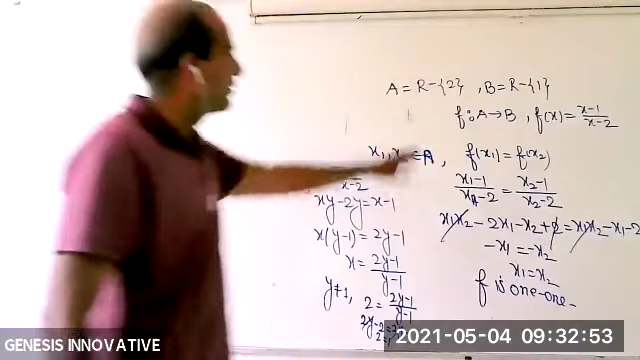 A = R-{2} , B = R-{1}
f: A→B , f(x) = x-1/x-2
x1, x2 ∈ A , f(x1) = f(x2)
x1-1/x1-2 = x2-1/x2-2
x1x2 - 2x1 - x2 + 2 = x1x2 - x1 - 2
-x1 = -x2
x1 = x2
f is one-one-
x-2
xy-2y = x-1
x(y-1) = 2y-1
x = 2y-1/y-1
y≠1, 2 = 2y-1/y-1
GENESIS INNOVATIVE
2021-05-04 09:32:53